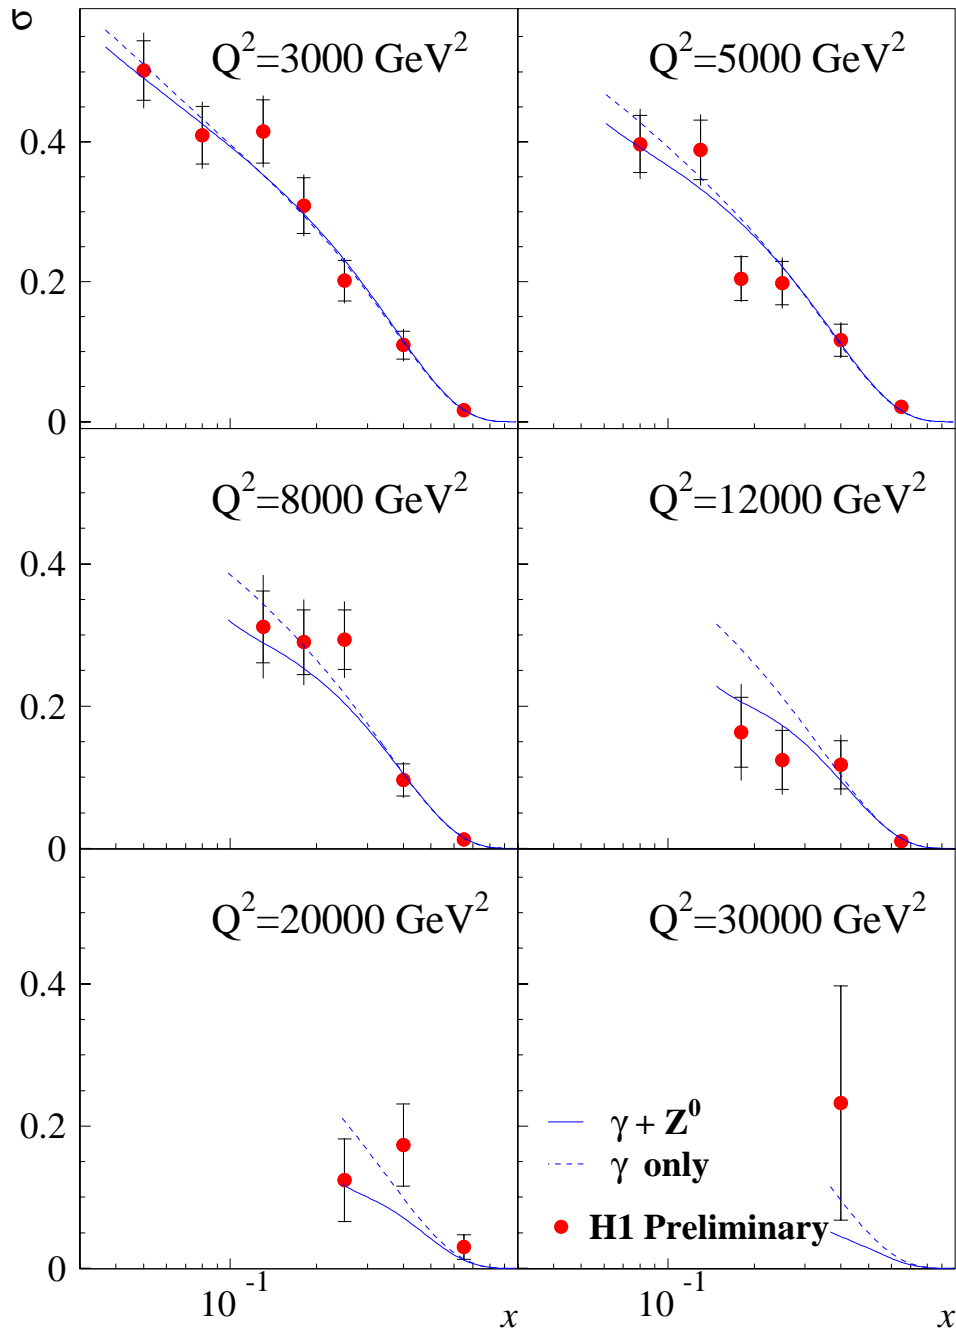 σ
Q²=3000 GeV²
Q²=5000 GeV²
0.4
0.2
0
Q²=8000 GeV²
Q²=12000 GeV²
0.4
0.2
0
Q²=20000 GeV²
Q²=30000 GeV²
0.4
0.2
0
γ + Z⁰
γ only
H1 Preliminary
10⁻¹
x
10⁻¹
x